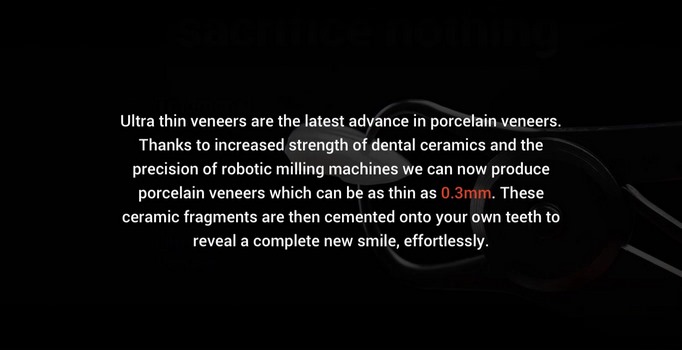 sacrifice nothing
Ultra thin veneers are the latest advance in porcelain veneers.
Thanks to increased strength of dental ceramics and the
precision of robotic milling machines we can now produce
porcelain veneers which can be as thin as 0.3mm. These
ceramic fragments are then cemented onto your own teeth to
reveal a complete new smile, effortlessly.